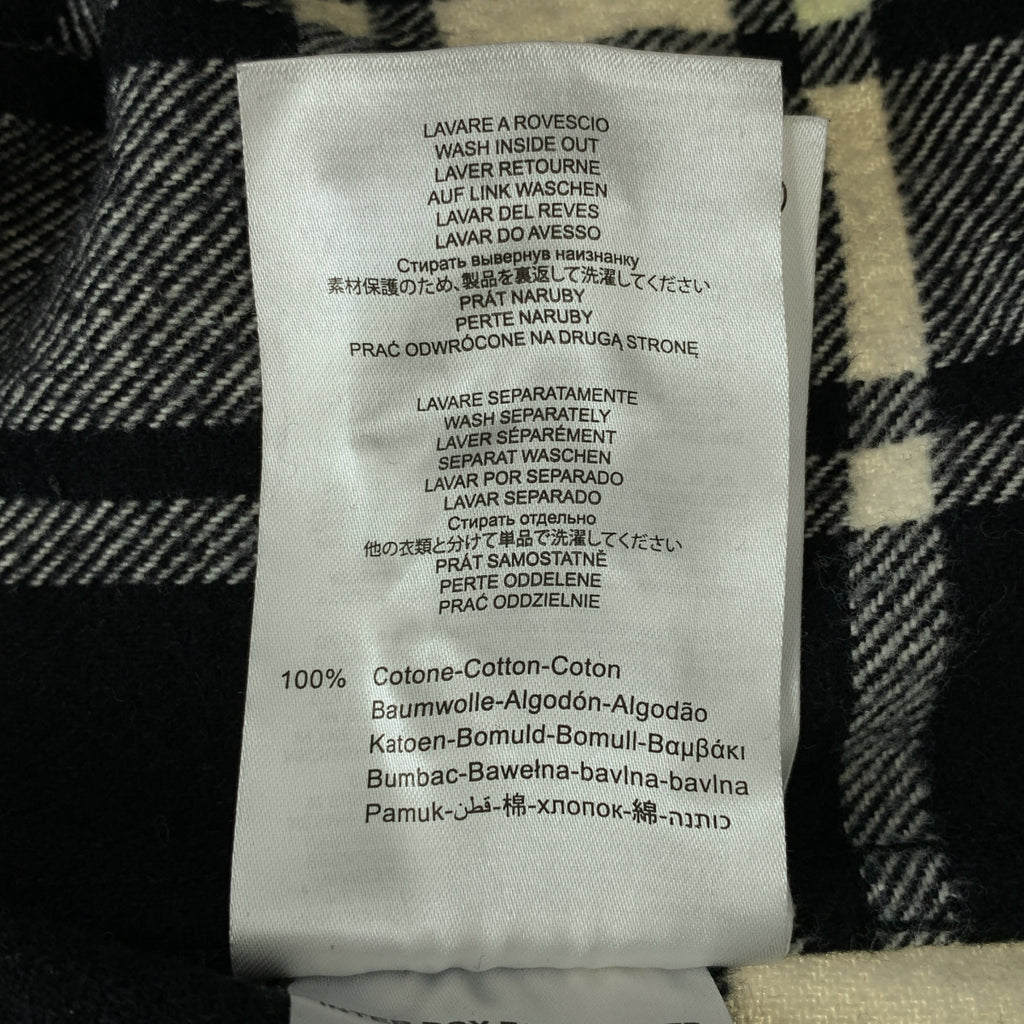 LAVARE A ROVESCIO
WASH INSIDE OUT
LAVER RETOURNE
AUF LINK WASCHEN
LAVAR DEL REVES
LAVAR DO AVESSO
Стирать вывернув наизнанку
素材保護のため、製品を裏返して洗濯してください
PRÁT NARUBY
PERTE NARUBY
PRAĆ ODWRÓCONE NA DRUGĄ STRONĘ
LAVARE SEPARATAMENTE
WASH SEPARATELY
LAVER SÉPARÉMENT
SEPARAT WASCHEN
LAVAR POR SEPARADO
LAVAR SEPARADO
Стирать отдельно
他の衣類と分けて単品で洗濯してください
PRÁT SAMOSTATNĚ
PERTE ODDELENE
PRAĆ ODDZIELNIE
100% Cotone-Cotton-Coton
Baumwolle-Algodón-Algodão
Katoen-Bomuld-Bomull-Βαμβάκι
Bumbac-Bawełna-bavlna-bavlna
Pamuk-قطن-棉-хлопок-綿-כותנה